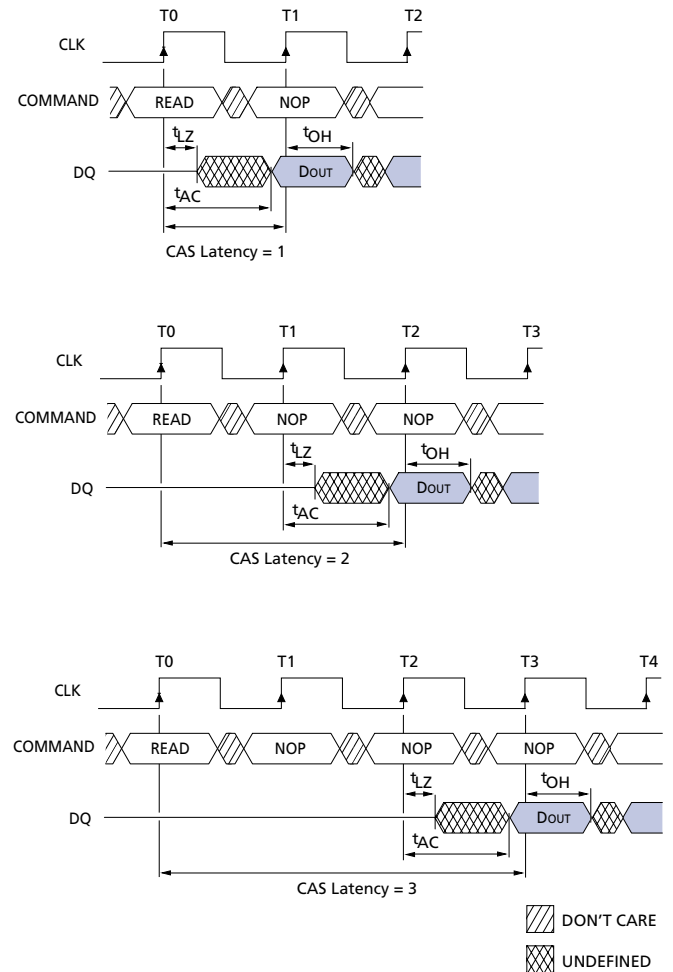 T0 T1 T2
CLK
COMMAND READ NOP
tLZ tOH
DQ DOUT
tAC
CAS Latency = 1
T0 T1 T2 T3
CLK
COMMAND READ NOP NOP
tLZ tOH
DQ DOUT
tAC
CAS Latency = 2
T0 T1 T2 T3 T4
CLK
COMMAND READ NOP NOP NOP
tLZ tOH
DQ DOUT
tAC
CAS Latency = 3
DON'T CARE
UNDEFINED